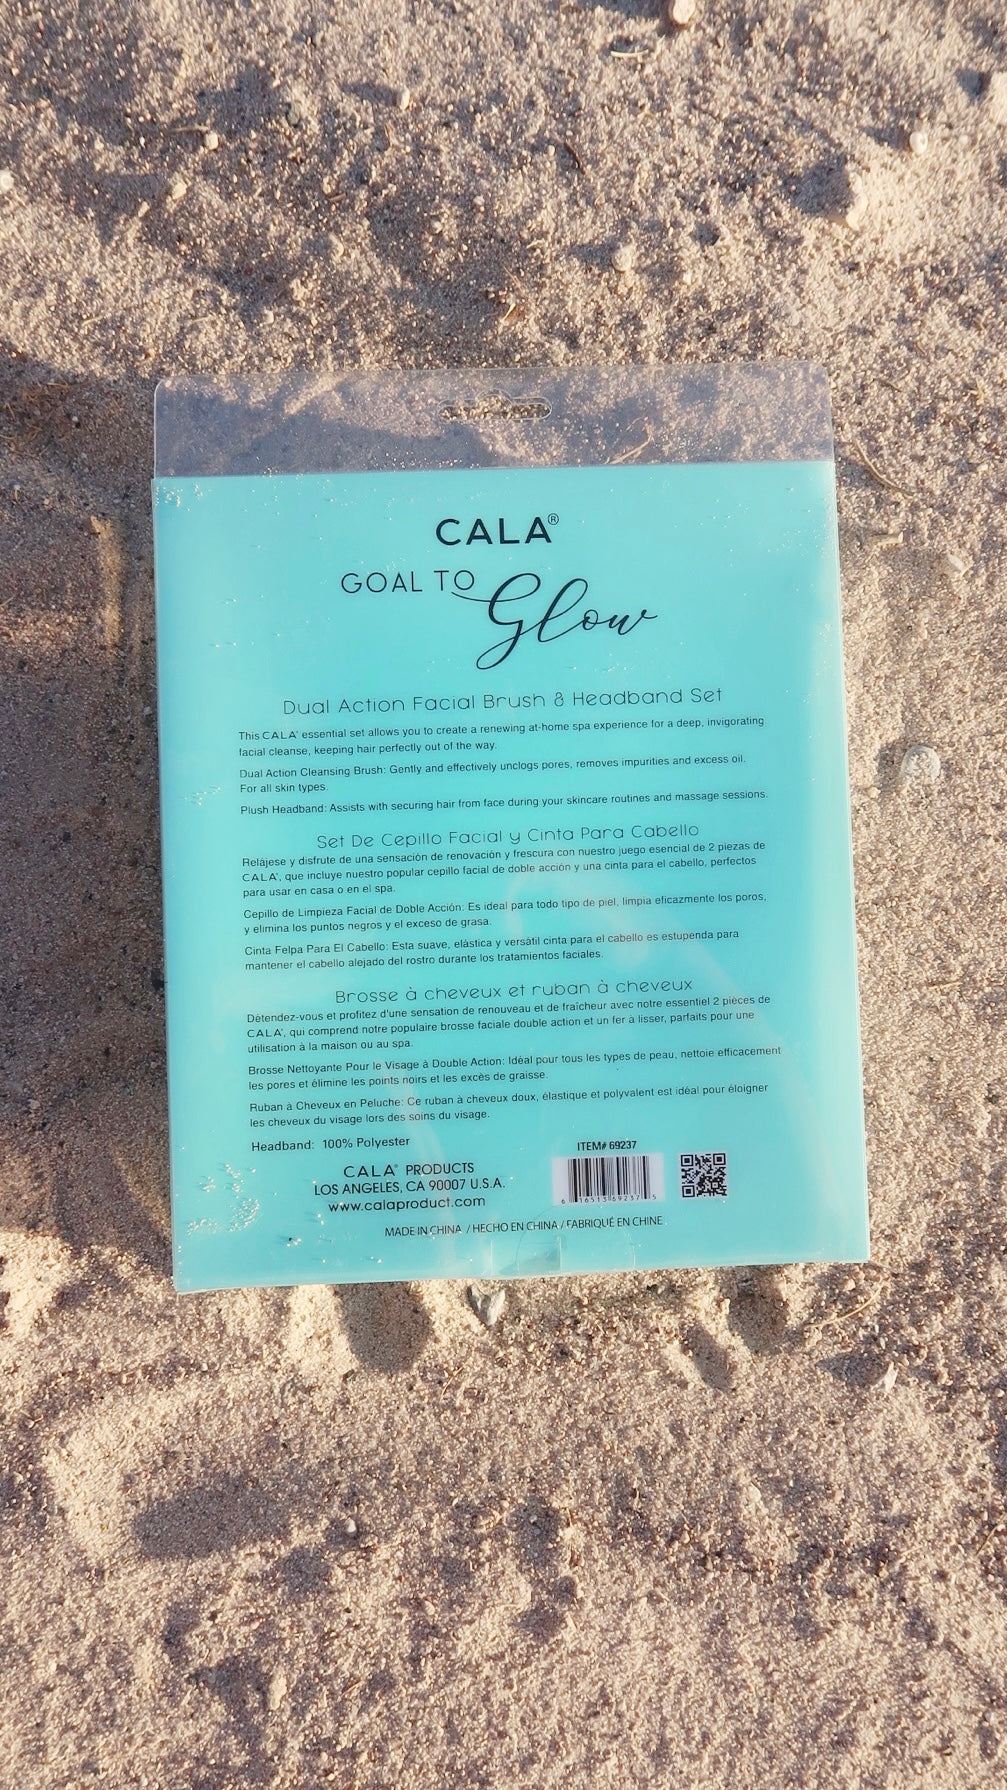 CALA®
GOAL TO Glow
Dual Action Facial Brush & Headband Set
This CALA® essential set allows you to create a renewing at-home spa experience for a deep, invigorating
facial cleanse, keeping hair perfectly out of the way.
Dual Action Cleansing Brush: Gently and effectively unclogs pores, removes impurities and excess oil.
For all skin types.
Plush Headband: Assists with securing hair from face during your skincare routines and massage sessions.
Set De Cepillo Facial y Cinta Para Cabello
Relájese y disfrute de una sensación de renovación y frescura con nuestro juego esencial de 2 piezas de
CALA®, que incluye nuestro popular cepillo facial de doble acción y una cinta para el cabello, perfectos
para usar en casa o en el spa.
Cepillo de Limpieza Facial de Doble Acción: Es ideal para todo tipo de piel, limpia eficazmente los poros,
y elimina los puntos negros y el exceso de grasa.
Cinta Felpa Para El Cabello: Esta suave, elástica y versátil cinta para el cabello es estupenda para
mantener el cabello alejado del rostro durante los tratamientos faciales.
Brosse à cheveux et ruban à cheveux
Détendez-vous et profitez d'une sensation de renouveau et de fraîcheur avec notre essentiel 2 pièces de
CALA®, qui comprend notre populaire brosse faciale double action et un fer à lisser, parfaits pour une
utilisation à la maison ou au spa.
Brosse Nettoyante Pour le Visage à Double Action: Idéal pour tous les types de peau, nettoie efficacement
les pores et élimine les points noirs et les excès de graisse.
Ruban à Cheveux en Peluche: Ce ruban à cheveux doux, élastique et polyvalent est idéal pour éloigner
les cheveux du visage lors des soins du visage.
Headband: 100% Polyester
CALA® PRODUCTS
LOS ANGELES, CA 90007 U.S.A.
www.calaproduct.com
ITEM# 69237
6 16513 69237 5
MADE IN CHINA / HECHO EN CHINA / FABRIQUÉ EN CHINE